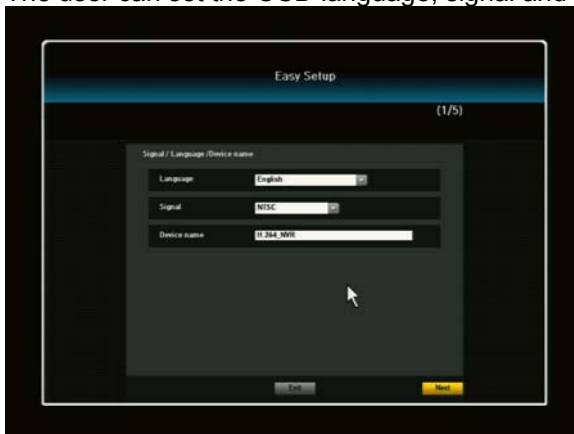 The user can set the OSD language, signal and
Easy Setup
(1/5)
Signal / Language /Device name
Language English
Signal NTSC
Device name H.264_NVR
Exit Next